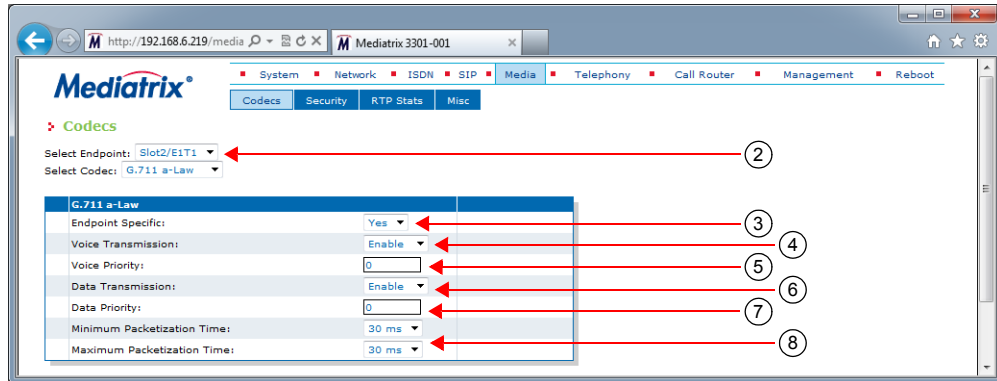 http://192.168.6.219/media
Mediatrix 3301-001
Mediatrix®
System Network ISDN SIP Media Telephony Call Router Management Reboot
Codecs Security RTP Stats Misc
Codecs
Select Endpoint: Slot2/E1T1
2
Select Codec: G.711 a-Law
G.711 a-Law
Endpoint Specific: Yes
3
Voice Transmission: Enable
4
Voice Priority: 0
5
Data Transmission: Enable
6
Data Priority: 0
7
Minimum Packetization Time: 30 ms
8
Maximum Packetization Time: 30 ms